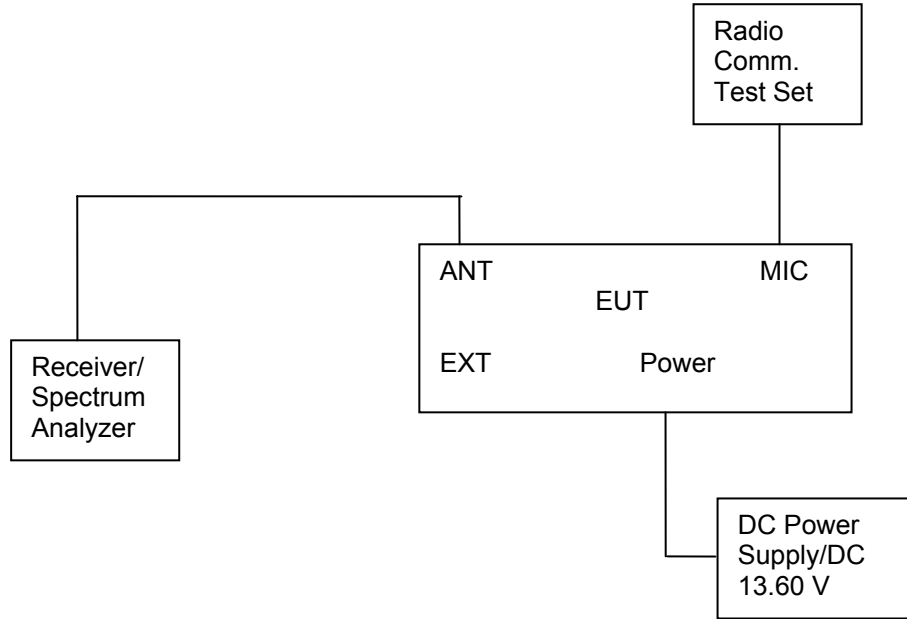 Radio
Comm.
Test Set
ANT
MIC
EUT
EXT
Power
Receiver/
Spectrum
Analyzer
DC Power
Supply/DC
13.60 V